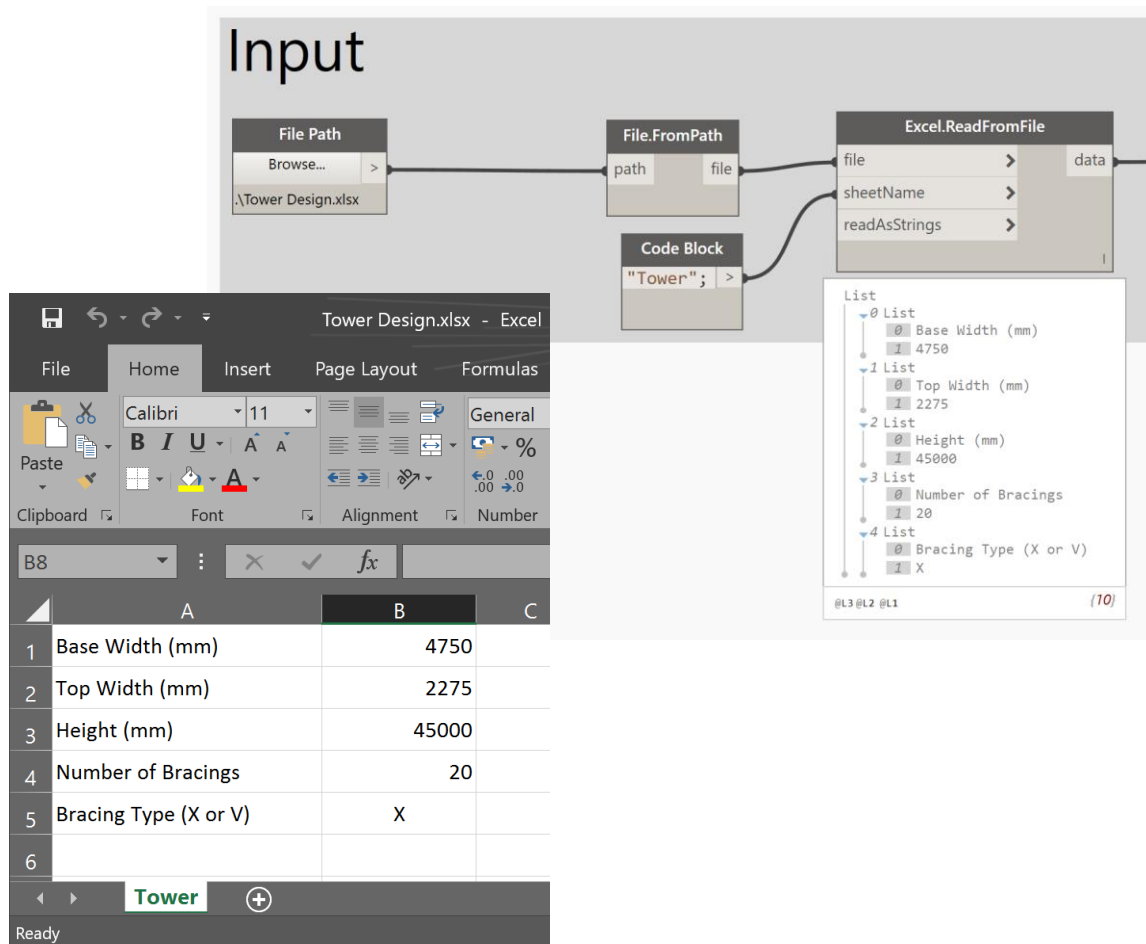 Input
File Path
Browse...
>
.\Tower Design.xlsx
File.FromPath
path
file
Code Block
"Tower";
>
Excel.ReadFromFile
file
data
sheetName
readAsStrings
List
0 List
0 Base Width (mm)
1 4750
1 List
0 Top Width (mm)
1 2275
2 List
0 Height (mm)
1 45000
3 List
0 Number of Bracings
1 20
4 List
0 Bracing Type (X or V)
1 X
@L3 @L2 @L1
{10}
Tower Design.xlsx - Excel
File Home Insert Page Layout Formulas
Calibri 11 General
B I U A A
A %
Paste
.0 .00
.00 .0
Clipboard Font Alignment Number
B8 fx
A B C
1 Base Width (mm) 4750
2 Top Width (mm) 2275
3 Height (mm) 45000
4 Number of Bracings 20
5 Bracing Type (X or V) X
6
Tower
Ready